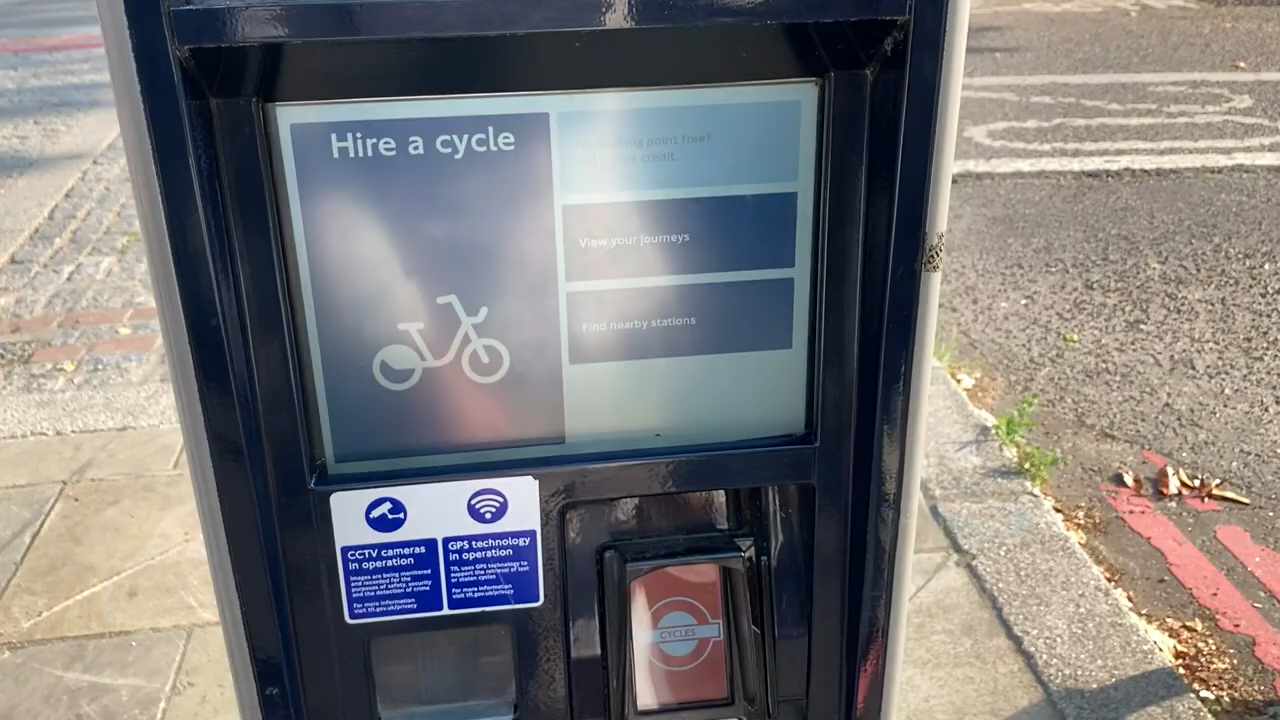 Hire a cycle
point free?
credit.
View your journeys
Find nearby stations
CCTV cameras
in operation
Images are being monitored
and recorded for the
purposes of safety, security
and the detection of crime
For more information
visit tfl.gov.uk/privacy
GPS technology
in operation
TfL uses GPS technology to
support the retrieval of lost
or stolen cycles
For more information
visit tfl.gov.uk/privacy
CYCLES